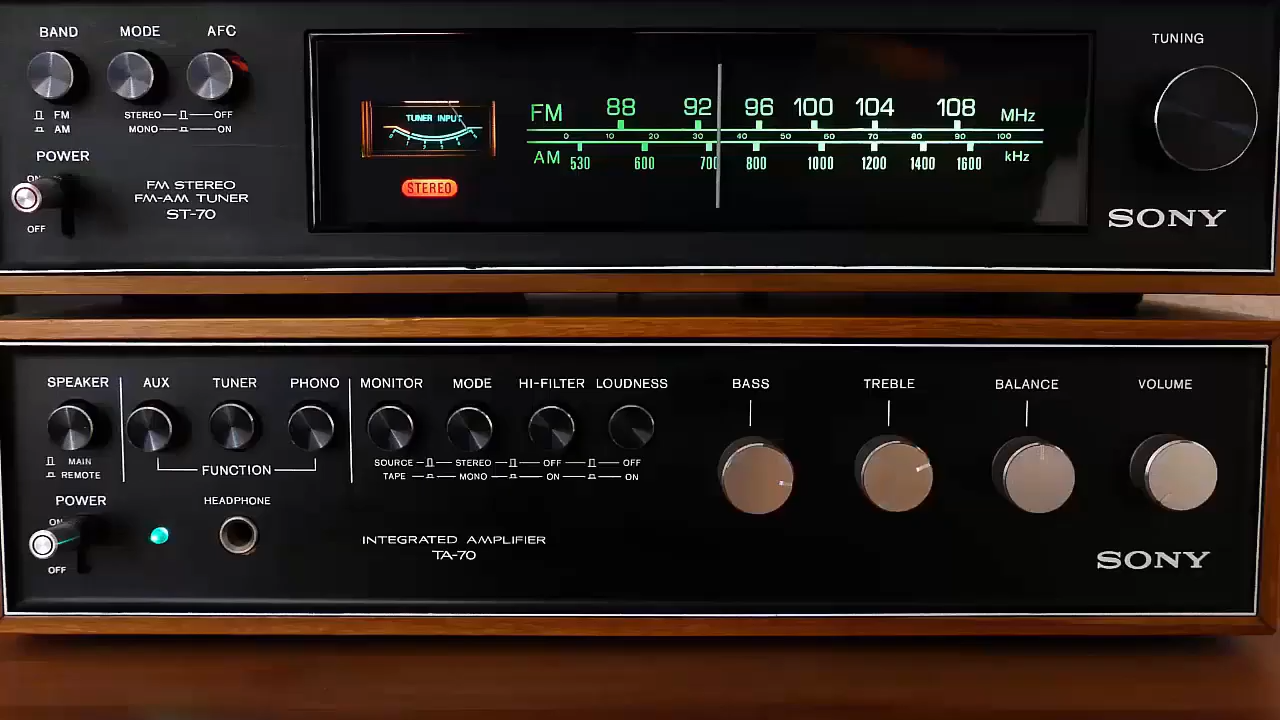 BAND MODE AFC
TUNING
FM 88 92 96 100 104 108 MHz
0 10 20 30 40 50 60 70 80 90 100
AM 530 600 700 800 1000 1200 1400 1600 kHz
TUNER INPUT
STEREO
FM STEREO OFF
AM MONO ON
POWER
ON
OFF
FM STEREO
FM-AM TUNER
ST-70
SONY
SPEAKER AUX TUNER PHONO MONITOR MODE HI-FILTER LOUDNESS BASS TREBLE BALANCE VOLUME
MAIN
REMOTE
FUNCTION
SOURCE STEREO OFF OFF
TAPE MONO ON ON
POWER
HEADPHONE
ON
OFF
INTEGRATED AMPLIFIER
TA-70
SONY